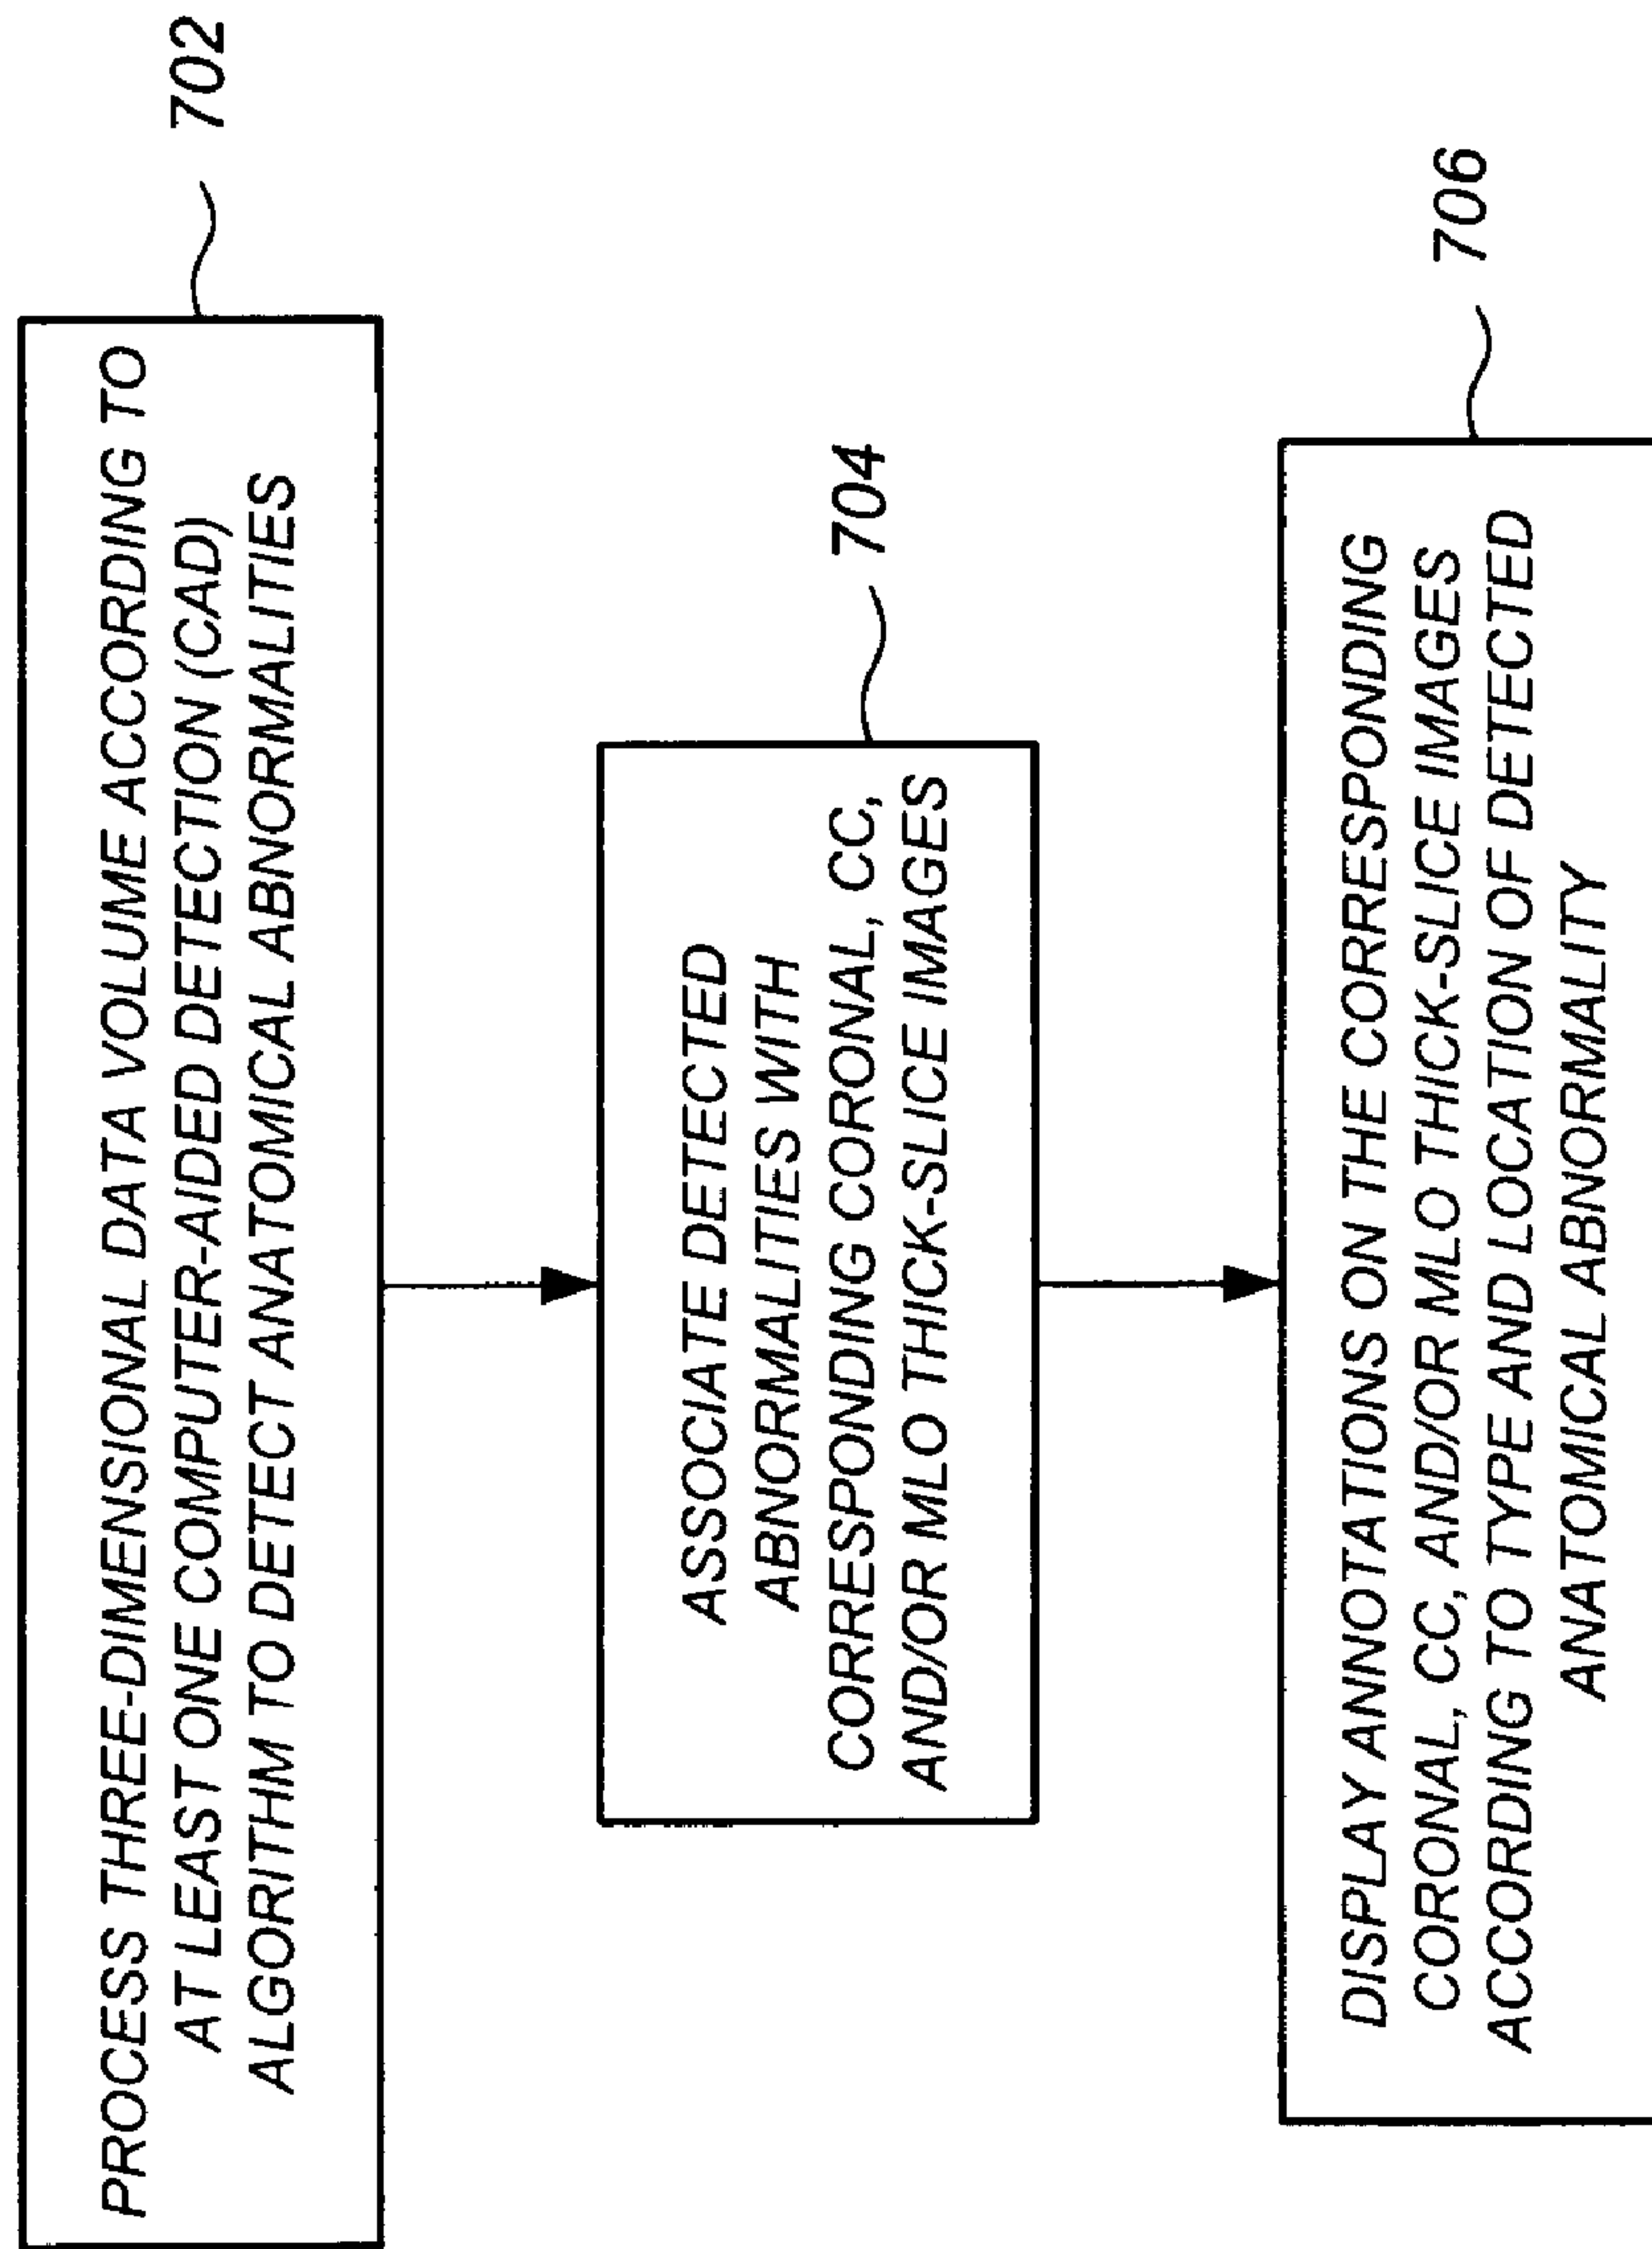 PROCESS THREE-DIMENSIONAL DATA VOLUME ACCORDING TO
AT LEAST ONE COMPUTER-AIDED DETECTION (CAD)
ALGORITHM TO DETECT ANATOMICAL ABNORMALITIES
702
ASSOCIATE DETECTED
ABNORMALITIES WITH
CORRESPONDING CORONAL, CC,
AND/OR MLO THICK-SLICE IMAGES
704
DISPLAY ANNOTATIONS ON THE CORRESPONDING
CORONAL, CC, AND/OR MLO THICK-SLICE IMAGES
ACCORDING TO TYPE AND LOCATION OF DETECTED
ANATOMICAL ABNORMALITY
706